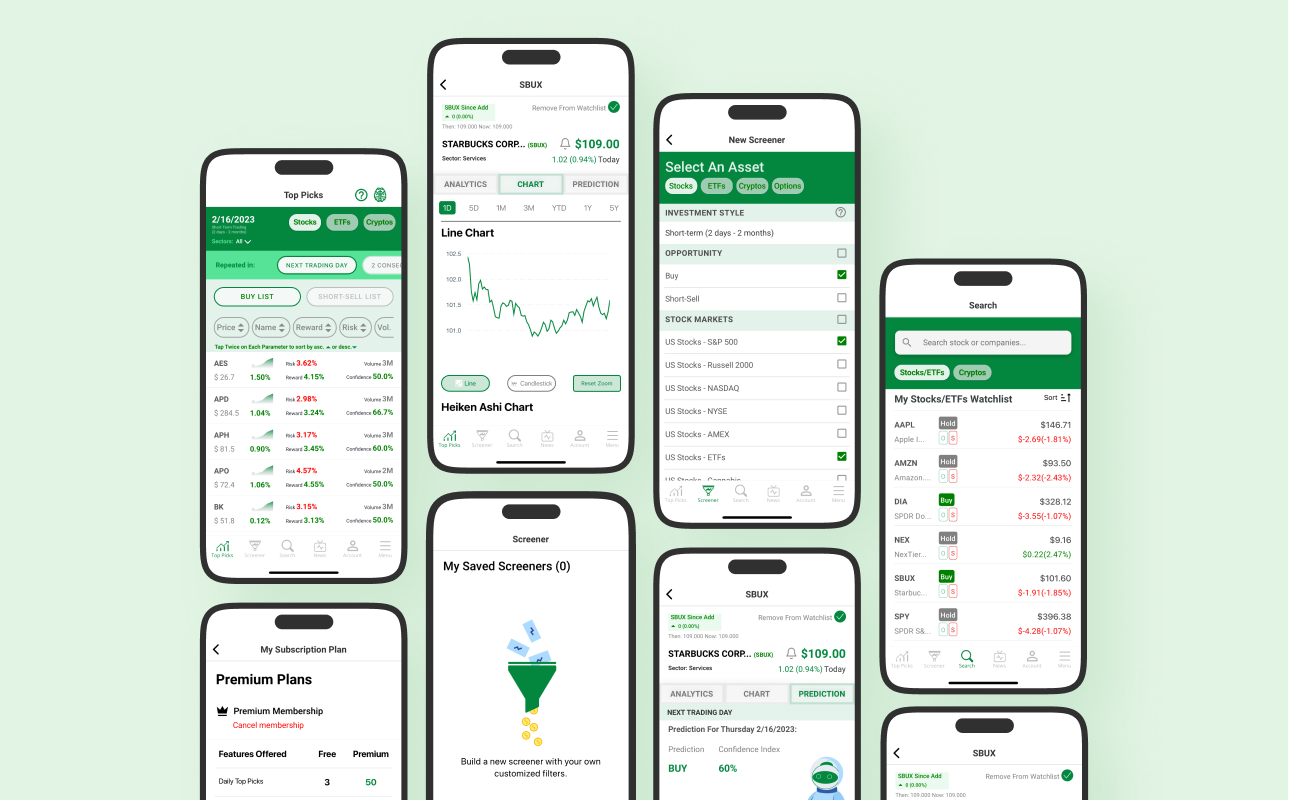 Top Picks
2/16/2023
Short Term Trading
(2 days - 2 months)
Sectors: All
Stocks
ETFs
Cryptos
Repeated in:
NEXT TRADING DAY
2 CONSE
BUY LIST
SHORT-SELL LIST
Price
Name
Reward
Risk
Vol.
Tap Twice on Each Parameter to sort by asc. or desc.
AES Risk 3.62% Volume 3M
$ 26.7 1.50% Reward 4.15% Confidence 50.0%
APD Risk 2.98% Volume 3M
$ 284.5 1.04% Reward 3.24% Confidence 66.7%
APH Risk 3.17% Volume 3M
$ 81.5 0.90% Reward 3.45% Confidence 60.0%
APO Risk 4.57% Volume 2M
$ 72.4 1.06% Reward 4.55% Confidence 50.0%
BK Risk 3.15% Volume 3M
$ 51.8 0.12% Reward 3.13% Confidence 50.0%
Top Picks Screener Search News Account Menu
My Subscription Plan
Premium Plans
Premium Membership
Cancel membership
Features Offered Free Premium
Daily Top Picks 3 50
SBUX
SBUX Since Add
0 (0.00%)
Remove From Watchlist
Then: 109.000 Now: 109.000
STARBUCKS CORP... (SBUX) $109.00
Sector: Services 1.02 (0.94%) Today
ANALYTICS CHART PREDICTION
1D 5D 1M 3M YTD 1Y 5Y
Line Chart
102.5
102.0
101.5
101.0
Line
Candlestick
Reset Zoom
Heiken Ashi Chart
Top Picks Screener Search News Account Menu
Screener
My Saved Screeners (0)
Build a new screener with your own
customized filters.
New Screener
Select An Asset
Stocks ETFs Cryptos Options
INVESTMENT STYLE
Short-term (2 days - 2 months)
OPPORTUNITY
Buy
Short-Sell
STOCK MARKETS
US Stocks - S&P 500
US Stocks - Russell 2000
US Stocks - NASDAQ
US Stocks - NYSE
US Stocks - AMEX
US Stocks - ETFs
US Stocks - Cannabis
Top Picks Screener Search News Account Menu
SBUX
SBUX Since Add
0 (0.00%)
Remove From Watchlist
Then: 109.000 Now: 109.000
STARBUCKS CORP... (SBUX) $109.00
Sector: Services 1.02 (0.94%) Today
ANALYTICS CHART PREDICTION
NEXT TRADING DAY
Prediction For Thursday 2/16/2023:
Prediction Confidence Index
BUY 60%
Search
Search stock or companies...
Stocks/ETFs Cryptos
My Stocks/ETFs Watchlist Sort
AAPL Hold $146.71
Apple I... O S $-2.69(-1.81%)
AMZN Hold $93.50
Amazon... O S $-2.32(-2.43%)
DIA Buy $328.12
SPDR Do... O S $-3.55(-1.07%)
NEX Hold $9.16
NexTier... O S $0.22(2.47%)
SBUX Buy $101.60
Starbuc... O S $-1.91(-1.85%)
SPY Hold $396.38
SPDR S&... O S $-4.28(-1.07%)
Top Picks Screener Search News Account Menu
SBUX
SBUX Since Add
0 (0.00%)
Remove From Watchlist
Then: 109.000 Now: 109.000